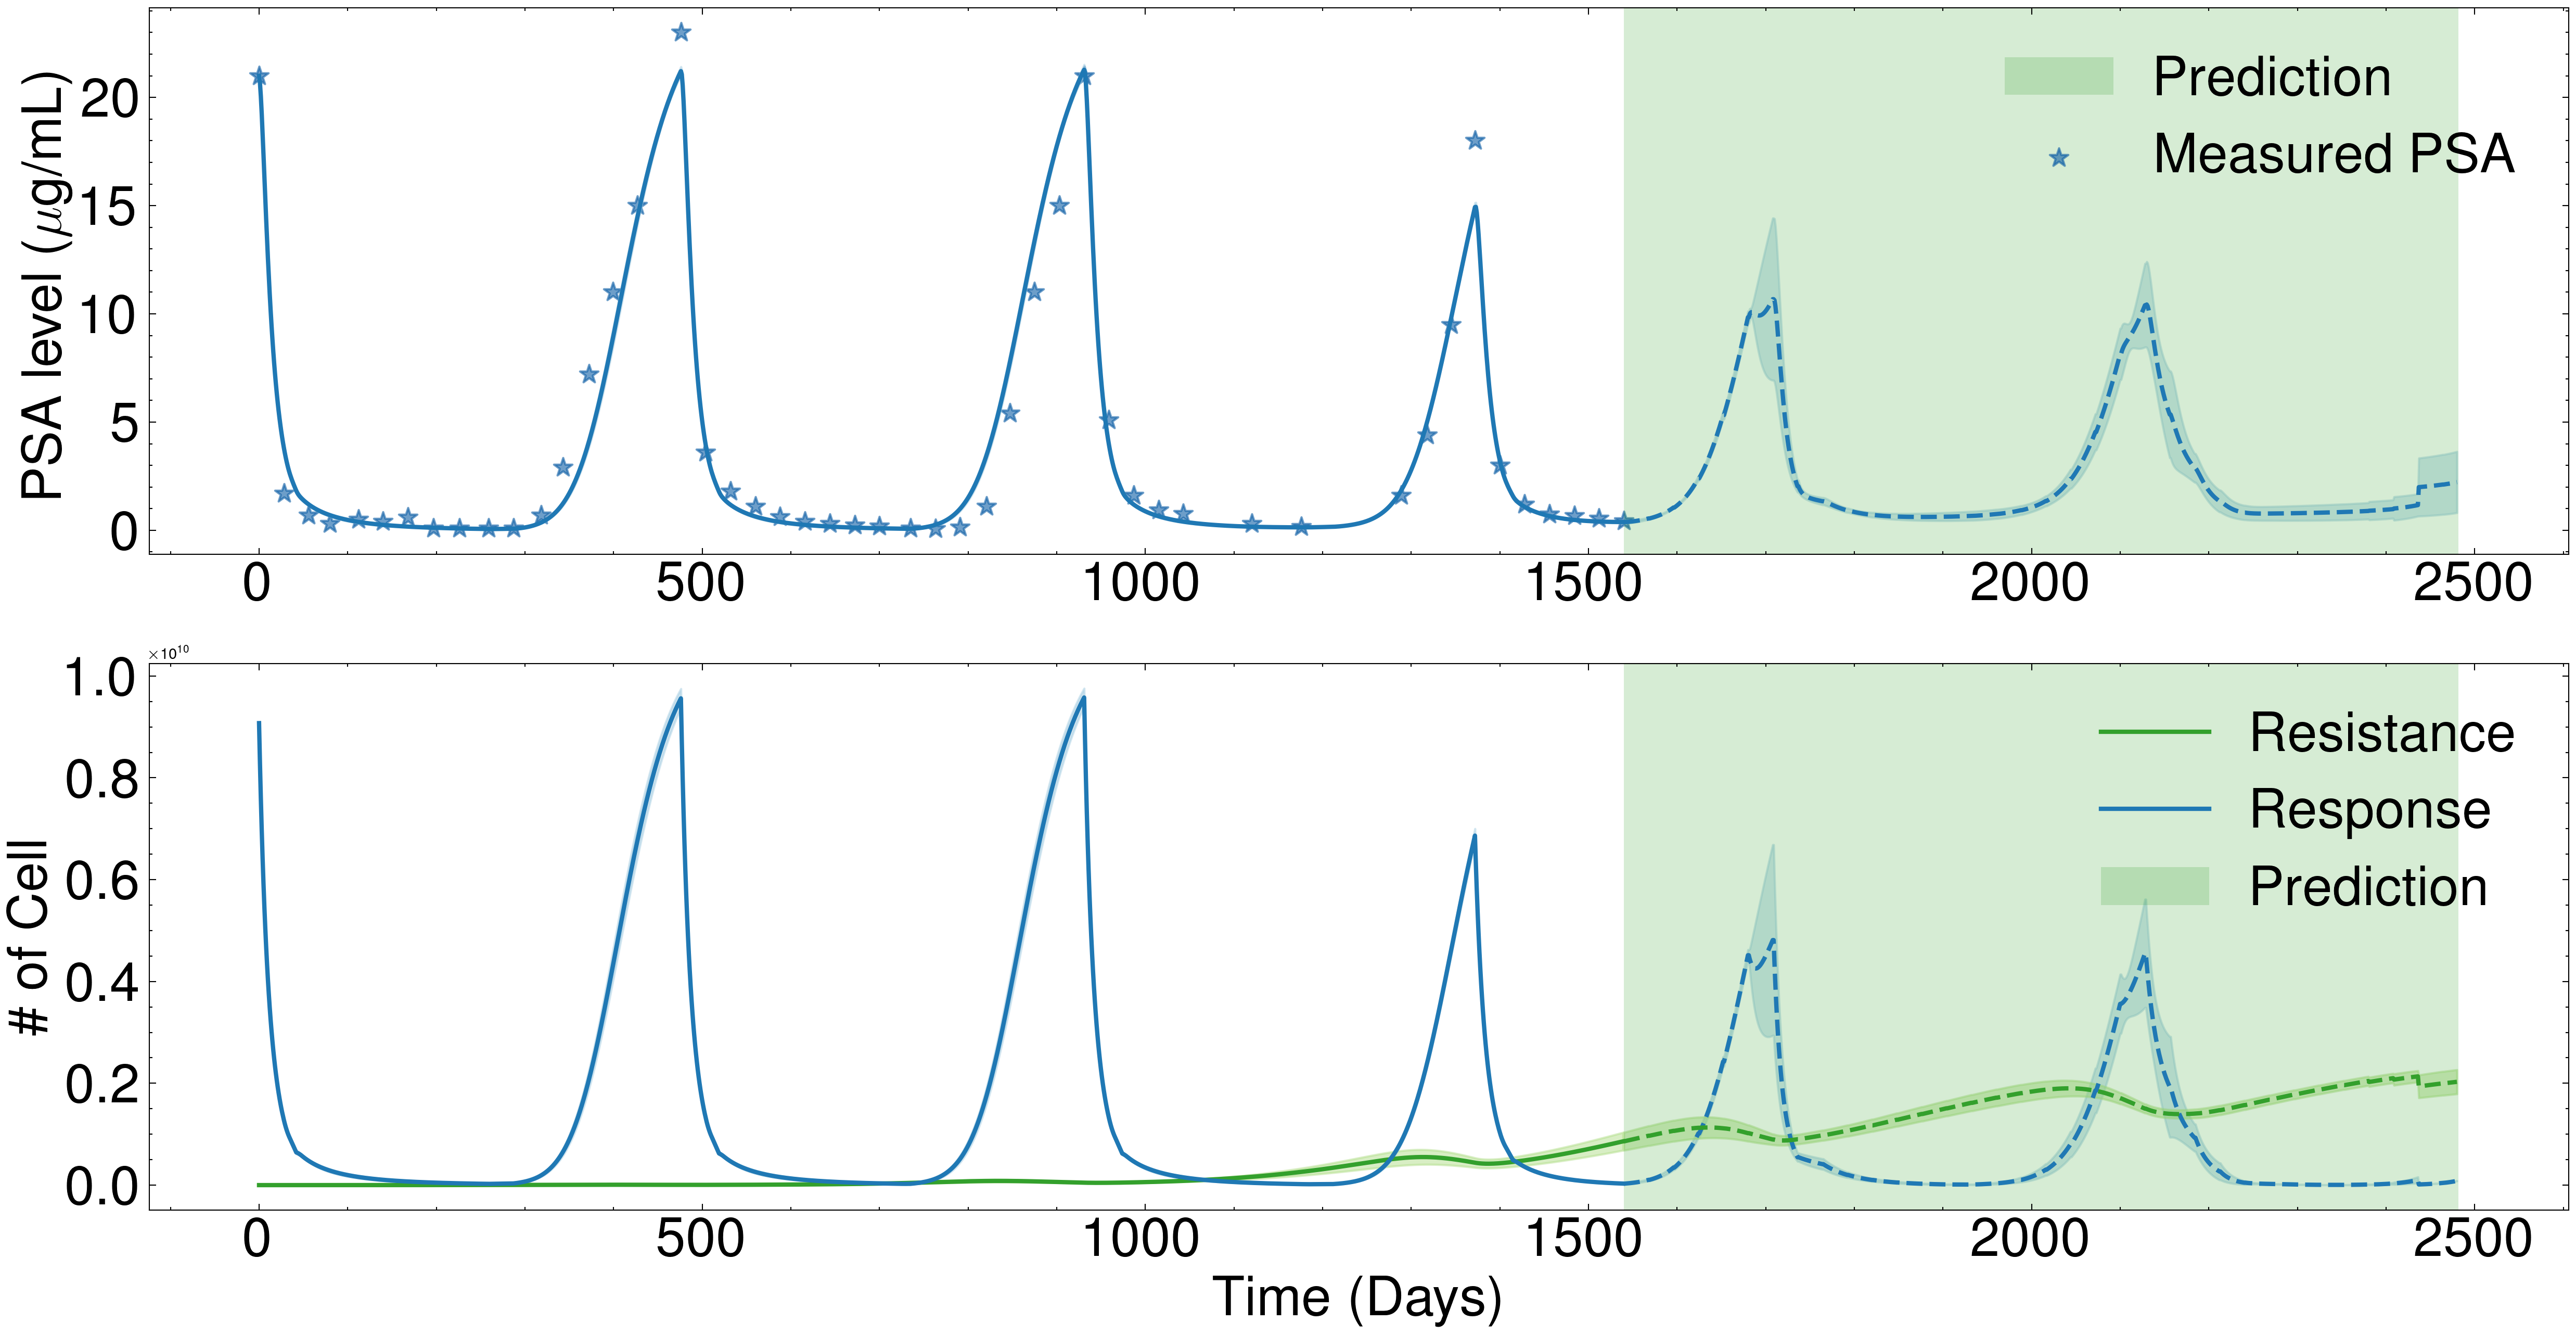 PSA level (μg/mL)
20
15
10
5
0
Prediction
Measured PSA
0 500 1000 1500 2000 2500
×10¹⁰
# of Cell
1.0
0.8
0.6
0.4
0.2
0.0
Resistance
Response
Prediction
0 500 1000 1500 2000 2500
Time (Days)